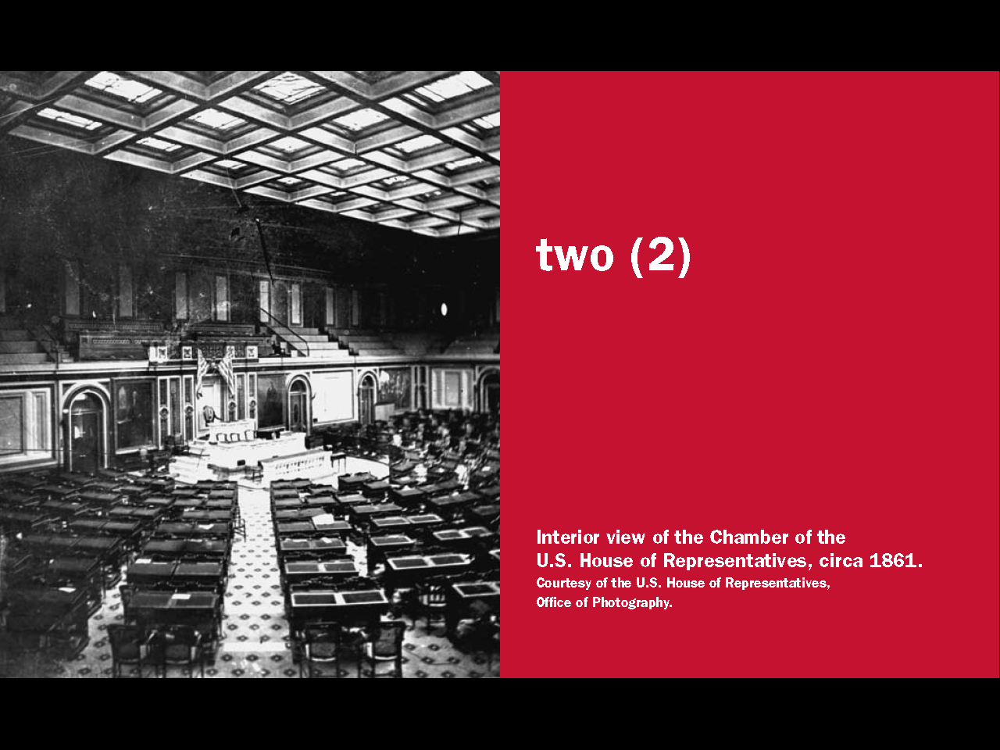 two (2)
Interior view of the Chamber of the
U.S. House of Representatives, circa 1861.
Courtesy of the U.S. House of Representatives,
Office of Photography.